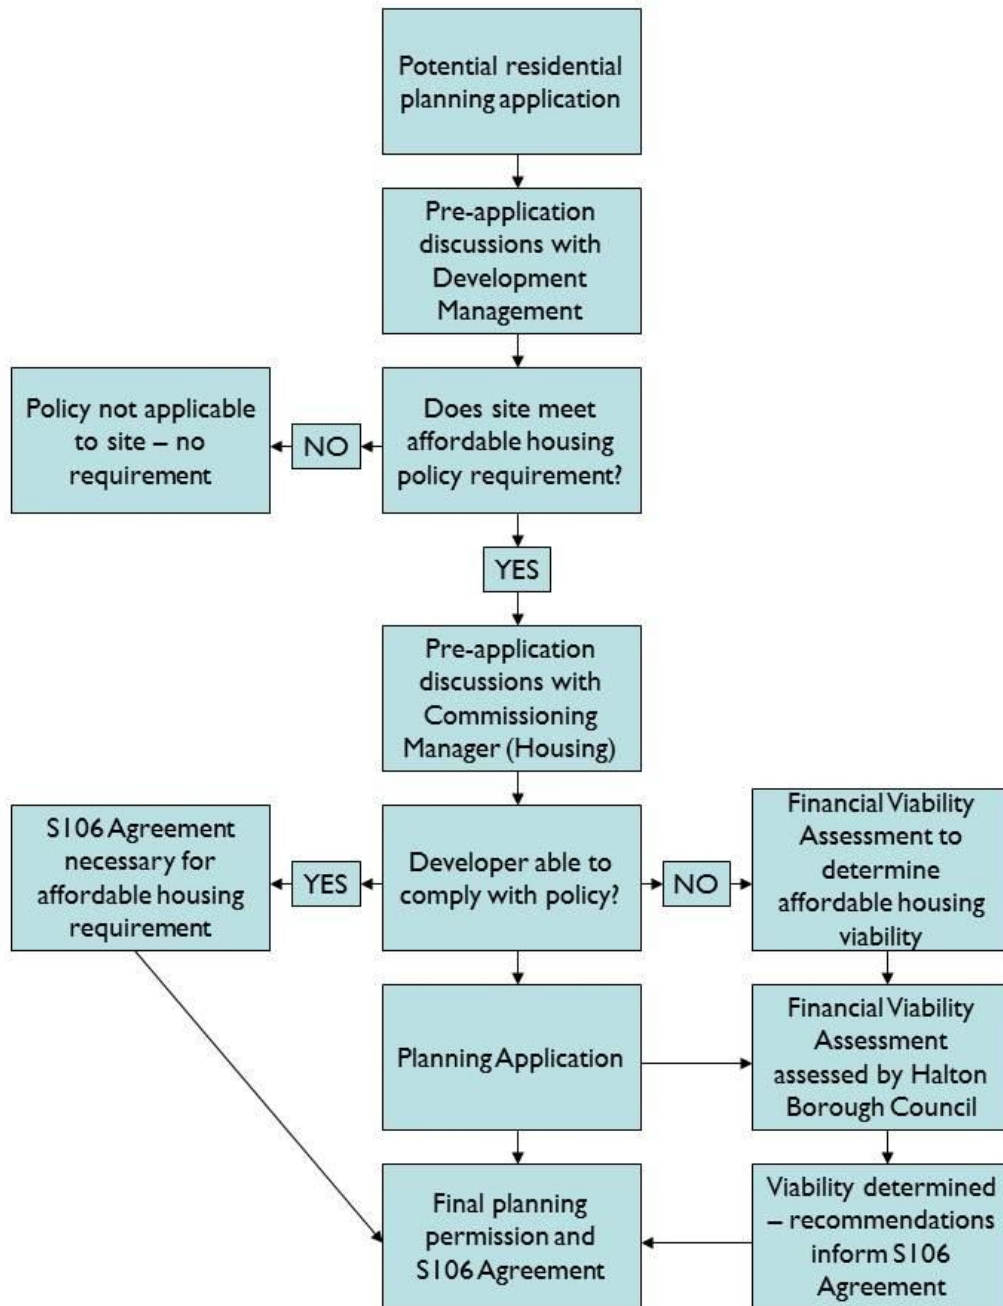 Potential residential
planning application
Pre-application
discussions with
Development
Management
Policy not applicable
to site – no
requirement
NO
Does site meet
affordable housing
policy requirement?
YES
Pre-application
discussions with
Commissioning
Manager (Housing)
S106 Agreement
necessary for
affordable housing
requirement
YES
Developer able to
comply with policy?
NO
Financial Viability
Assessment to
determine
affordable housing
viability
Planning Application
Financial Viability
Assessment
assessed by Halton
Borough Council
Final planning
permission and
S106 Agreement
Viability determined
– recommendations
inform S106
Agreement